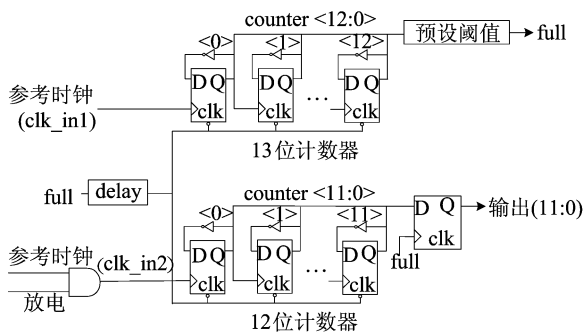 counter <12:0>
<0> <1> <12> 预设阈值 full
D Q D Q D Q
参考时钟
(clk_in1) clk clk ... clk
13位计数器
full delay
counter <11:0>
<0> <1> <11> D Q 输出(11:0)
D Q D Q D Q clk
参考时钟 (clk_in2) full
放电 clk clk ... clk
12位计数器